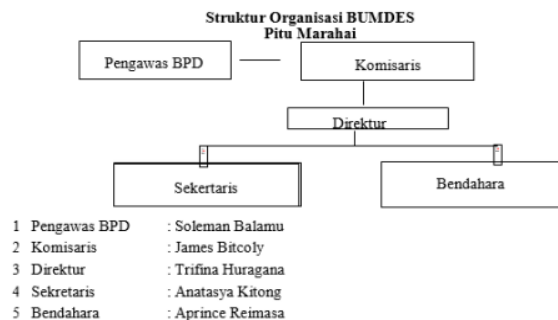 Struktur Organisasi BUMDES
Pitu Marahai
Pengawas BPD
Komisaris
Direktur
Sekertaris
Bendahara
1 Pengawas BPD : Soleman Balamu
2 Komisaris : James Bitcoly
3 Direktur : Trifina Huragana
4 Sekretaris : Anatasya Kitong
5 Bendahara : Aprince Reimasa